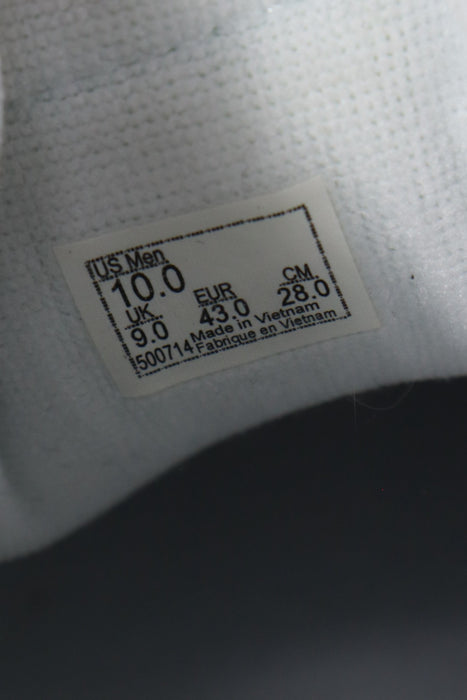 US Men
10.0
UK EUR CM.
9.0 43.0 28.0
500714 Made in Vietnam
Fabrique en Vietnam